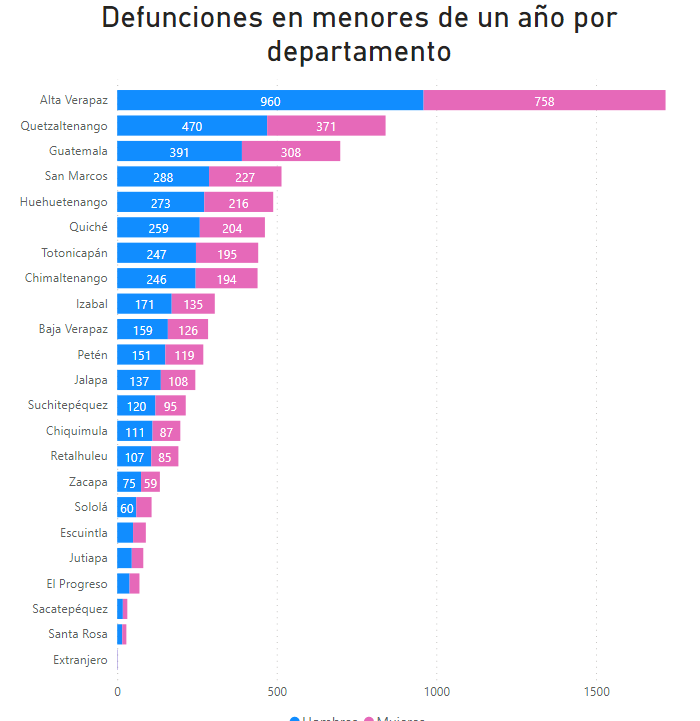 Defunciones en menores de un año por
departamento
Alta Verapaz 960 758
Quetzaltenango 470 371
Guatemala 391 308
San Marcos 288 227
Huehuetenango 273 216
Quiché 259 204
Totonicapán 247 195
Chimaltenango 246 194
Izabal 171 135
Baja Verapaz 159 126
Petén 151 119
Jalapa 137 108
Suchitepéquez 120 95
Chiquimula 111 87
Retalhuleu 107 85
Zacapa 75 59
Sololá 60
Escuintla
Jutiapa
El Progreso
Sacatepéquez
Santa Rosa
Extranjero
0 500 1000 1500
Hombres Mujeres